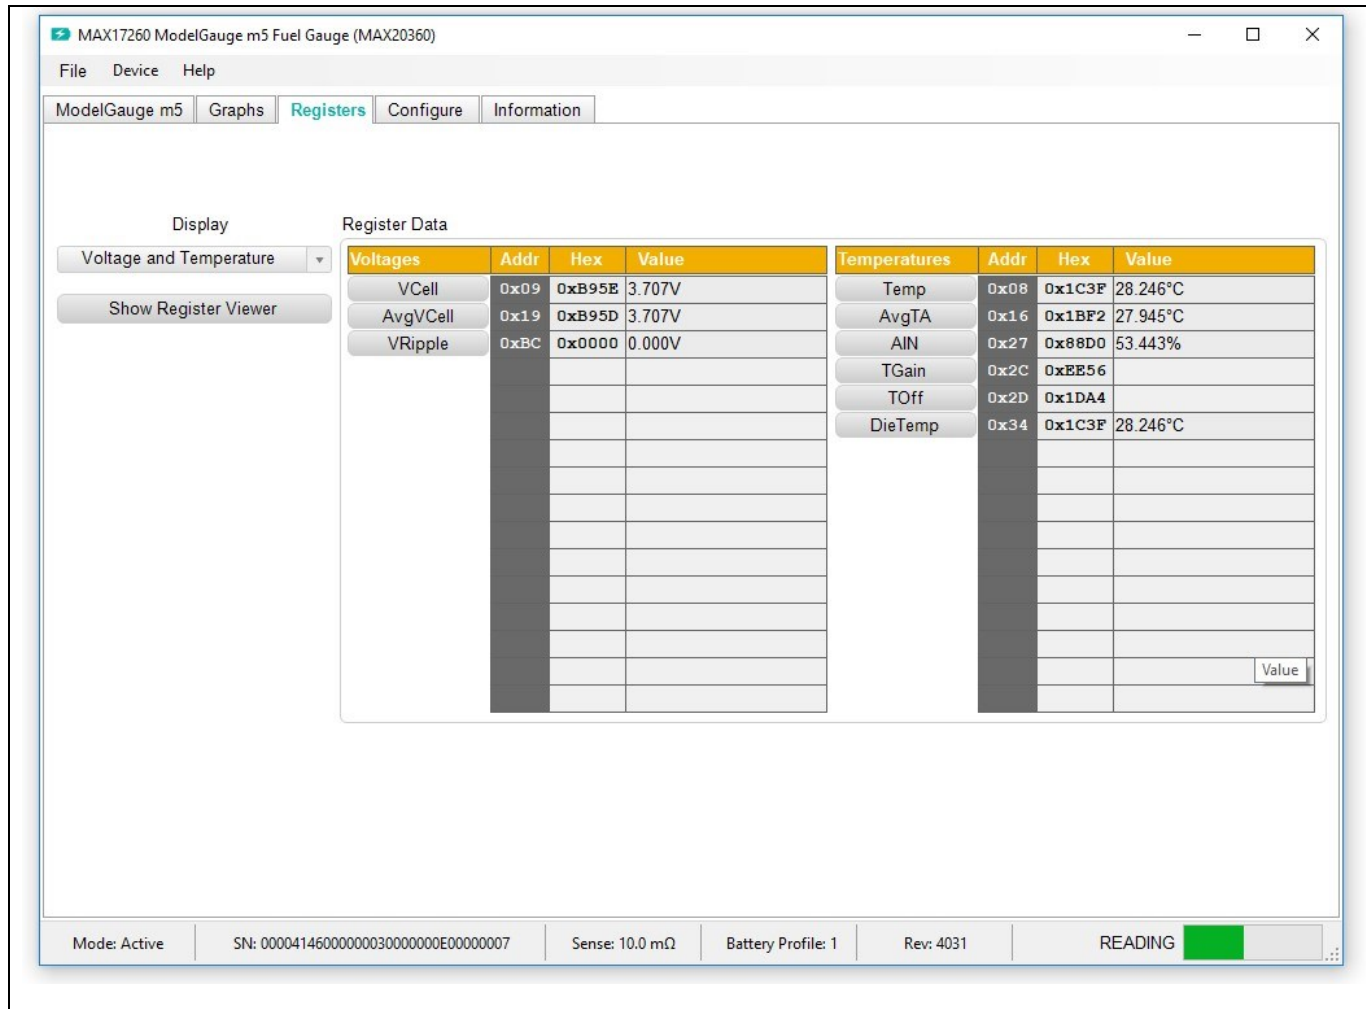 MAX17260 ModelGauge m5 Fuel Gauge (MAX20360)
File Device Help
ModelGauge m5 Graphs Registers Configure Information
Display Register Data
Voltage and Temperature
Show Register Viewer
Voltages Addr Hex Value
VCell 0x09 0xB95E 3.707V
AvgVCell 0x19 0xB95D 3.707V
VRipple 0xBC 0x0000 0.000V
Temperatures Addr Hex Value
Temp 0x08 0x1C3F 28.246°C
AvgTA 0x16 0x1BF2 27.945°C
AIN 0x27 0x88D0 53.443%
TGain 0x2C 0xEE56
TOff 0x2D 0x1DA4
DieTemp 0x34 0x1C3F 28.246°C
Value
Mode: Active SN: 00004146000000030000000E00000007 Sense: 10.0 mΩ Battery Profile: 1 Rev: 4031 READING